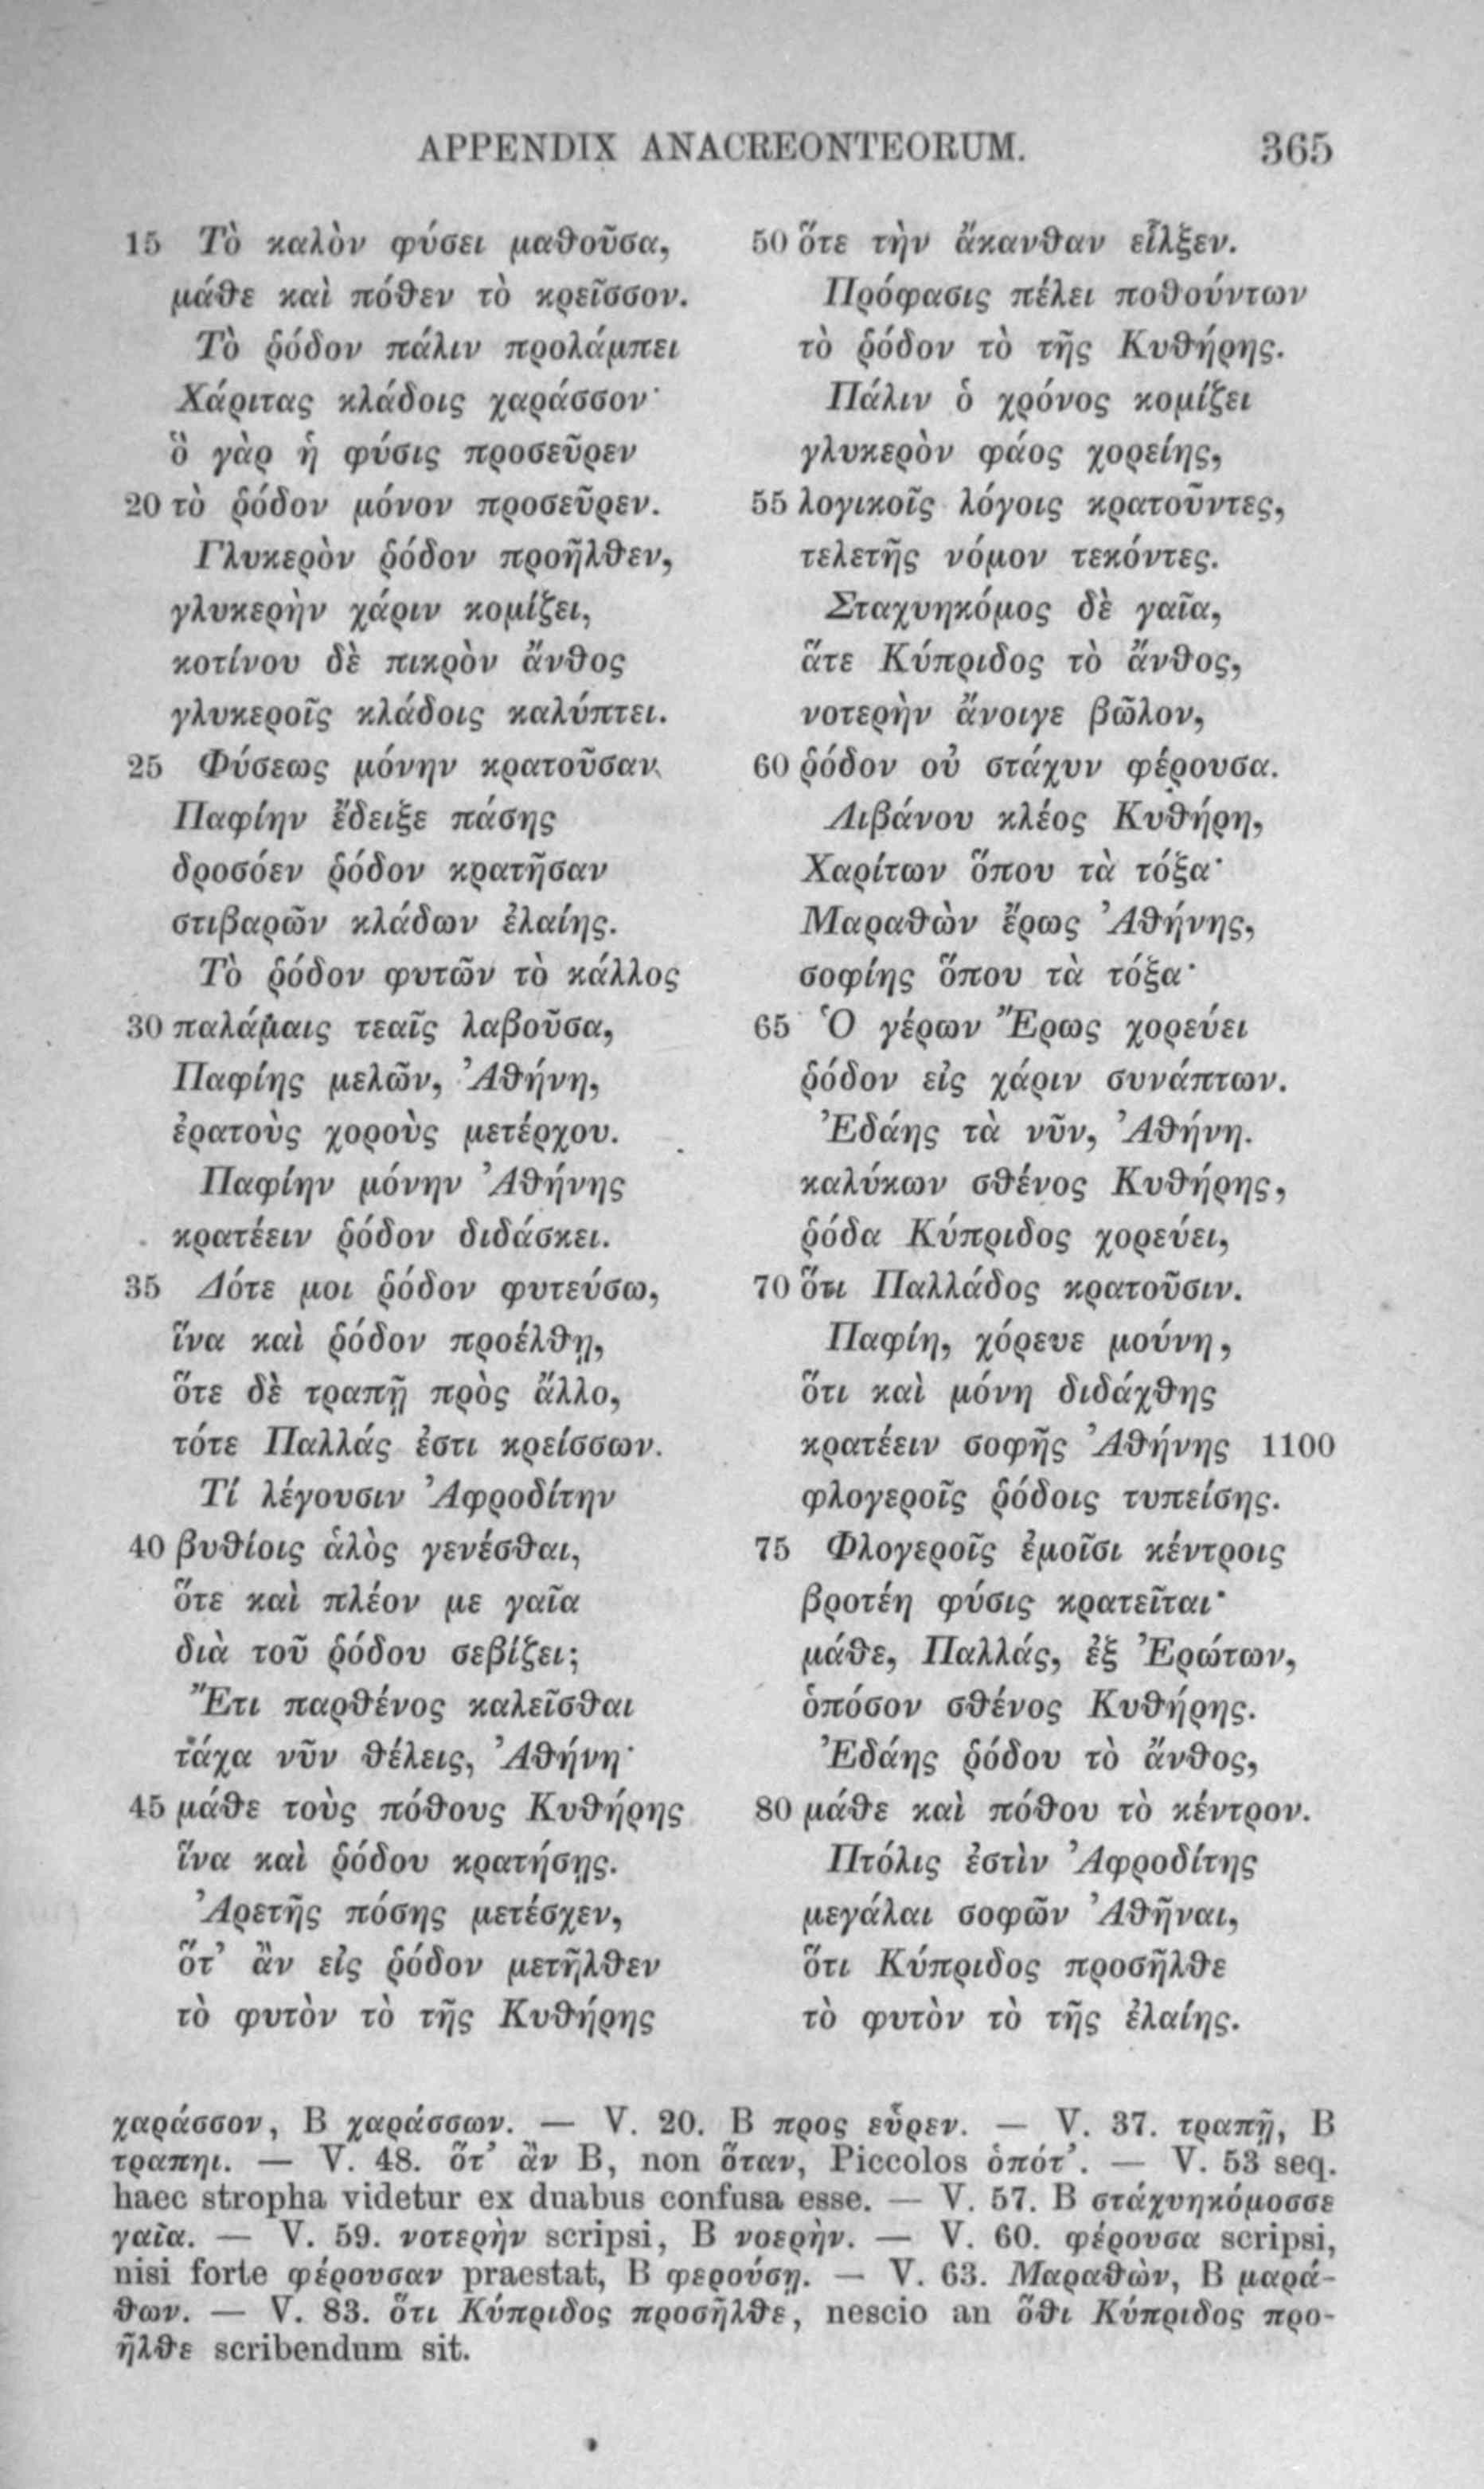 APPENDIX ANACREONTEORUM. 365
15 Τὸ καλὸν φύσει μαθοῦσα,
μάθε καὶ πόθεν τὸ κρεῖσσον.
Τὸ ῥόδον πάλιν προλάμπει
Χάριτας κλάδοις χαράσσον·
ὃ γὰρ ἡ φύσις προσεῦρεν
20 τὸ ῥόδον μόνον προσεῦρεν.
Γλυκερὸν ῥόδον προῆλθεν,
γλυκερὴν χάριν κομίζει,
κοτίνου δὲ πικρὸν ἄνθος
γλυκεροῖς κλάδοις καλύπτει.
25 Φύσεως μόνην κρατοῦσαν
Παφίην ἔδειξε πάσης
δροσόεν ῥόδον κρατῆσαν
στιβαρῶν κλάδων ἐλαίης.
Τὸ ῥόδον φυτῶν τὸ κάλλος
30 παλάμαις τεαῖς λαβοῦσα,
Παφίης μελῶν, Ἀθήνη,
ἐρατοὺς χοροὺς μετέρχου.
Παφίην μόνην Ἀθήνης
κρατέειν ῥόδον διδάσκει.
35 Δότε μοι ῥόδον φυτεύσω,
ἵνα καὶ ῥόδον προέλθῃ,
ὅτε δὲ τραπῇ πρὸς ἄλλο,
τότε Παλλάς ἐστι κρείσσων.
Τί λέγουσιν Ἀφροδίτην
40 βυθίοις ἁλὸς γενέσθαι,
ὅτε καὶ πλέον με γαῖα
διὰ τοῦ ῥόδου σεβίζει;
Ἔτι παρθένος καλεῖσθαι
τάχα νῦν θέλεις, Ἀθήνη·
45 μάθε τοὺς πόθους Κυθήρης
ἵνα καὶ ῥόδου κρατήσῃς.
Ἀρετῆς πόσης μετέσχεν,
ὅτ’ ἂν εἰς ῥόδον μετῆλθεν
τὸ φυτὸν τὸ τῆς Κυθήρης
50 ὅτε τὴν ἄκανθαν εἷλξεν.
Πρόφασις πέλει ποθούντων
τὸ ῥόδον τὸ τῆς Κυθήρης.
Πάλιν ὁ χρόνος κομίζει
γλυκερὸν φάος χορείης,
55 λογικοῖς λόγοις κρατοῦντες,
τελετῆς νόμον τεκόντες.
Σταχυηκόμος δὲ γαῖα,
ἅτε Κύπριδος τὸ ἄνθος,
νοτερὴν ἄνοιγε βῶλον,
60 ῥόδον οὐ στάχυν φέρουσα.
Λιβάνου κλέος Κυθήρη,
Χαρίτων ὅπου τὰ τόξα·
Μαραθὼν ἔρως Ἀθήνης,
σοφίης ὅπου τὰ τόξα·
65 Ὁ γέρων Ἔρως χορεύει
ῥόδον εἰς χάριν συνάπτων.
Ἐδάης τὰ νῦν, Ἀθήνη.
καλύκων σθένος Κυθήρης,
ῥόδα Κύπριδος χορεύει,
70 ὅτι Παλλάδος κρατοῦσιν.
Παφίη, χόρευε μούνη,
ὅτι καὶ μόνη διδάχθης
κρατέειν σοφῆς Ἀθήνης 1100
φλογεροῖς ῥόδοις τυπείσης.
75 Φλογεροῖς ἐμοῖσι κέντροις
βροτέη φύσις κρατεῖται·
μάθε, Παλλάς, ἐξ Ἐρώτων,
ὁπόσον σθένος Κυθήρης.
Ἐδάης ῥόδου τὸ ἄνθος,
80 μάθε καὶ πόθου τὸ κέντρον.
Πτόλις ἐστὶν Ἀφροδίτης
μεγάλαι σοφῶν Ἀθῆναι,
ὅτι Κύπριδος προσῆλθε
τὸ φυτὸν τὸ τῆς ἐλαίης.
χαράσσον, B χαράσσων. — V. 20. B προς εὗρεν. — V. 37. τραπῇ, B
τραπηι. — V. 48. ὅτ’ ἂν B, non ὅταν, Piccolos ὁπότ’. — V. 53 seq.
haec stropha videtur ex duabus confusa esse. — V. 57. B στάχυηκόμοσσε
γαῖα. — V. 59. νοτερὴν scripsi, B νοερὴν. — V. 60. φέρουσα scripsi,
nisi forte φέρουσαν praestat, B φερούσῃ. — V. 63. Μαραθὼν, B μαρά-
θων. — V. 83. ὅτι Κύπριδος προσῆλθε, nescio an ὅθι Κύπριδος προ-
ῆλθε scribendum sit.